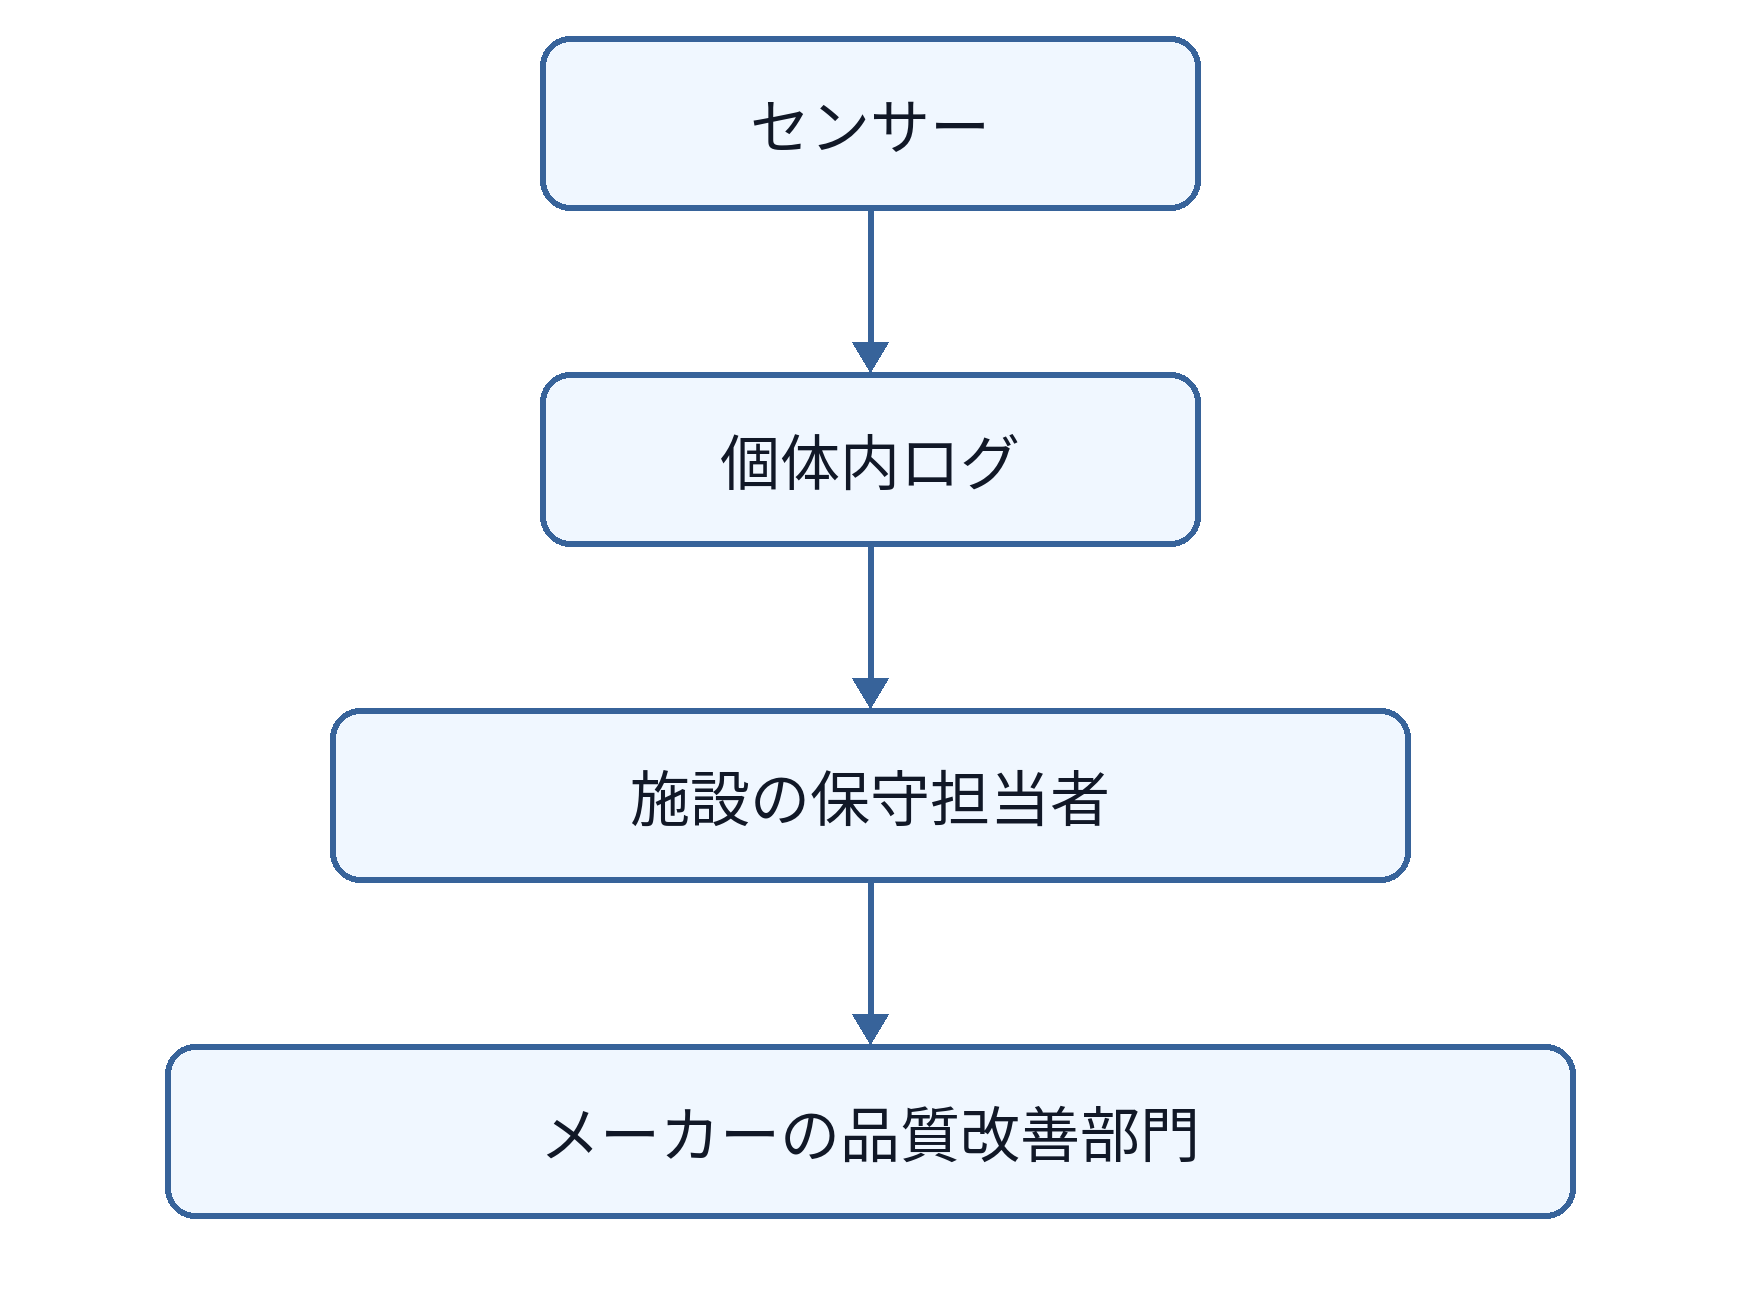 センサー
個体内ログ
施設の保守担当者
メーカーの品質改善部門